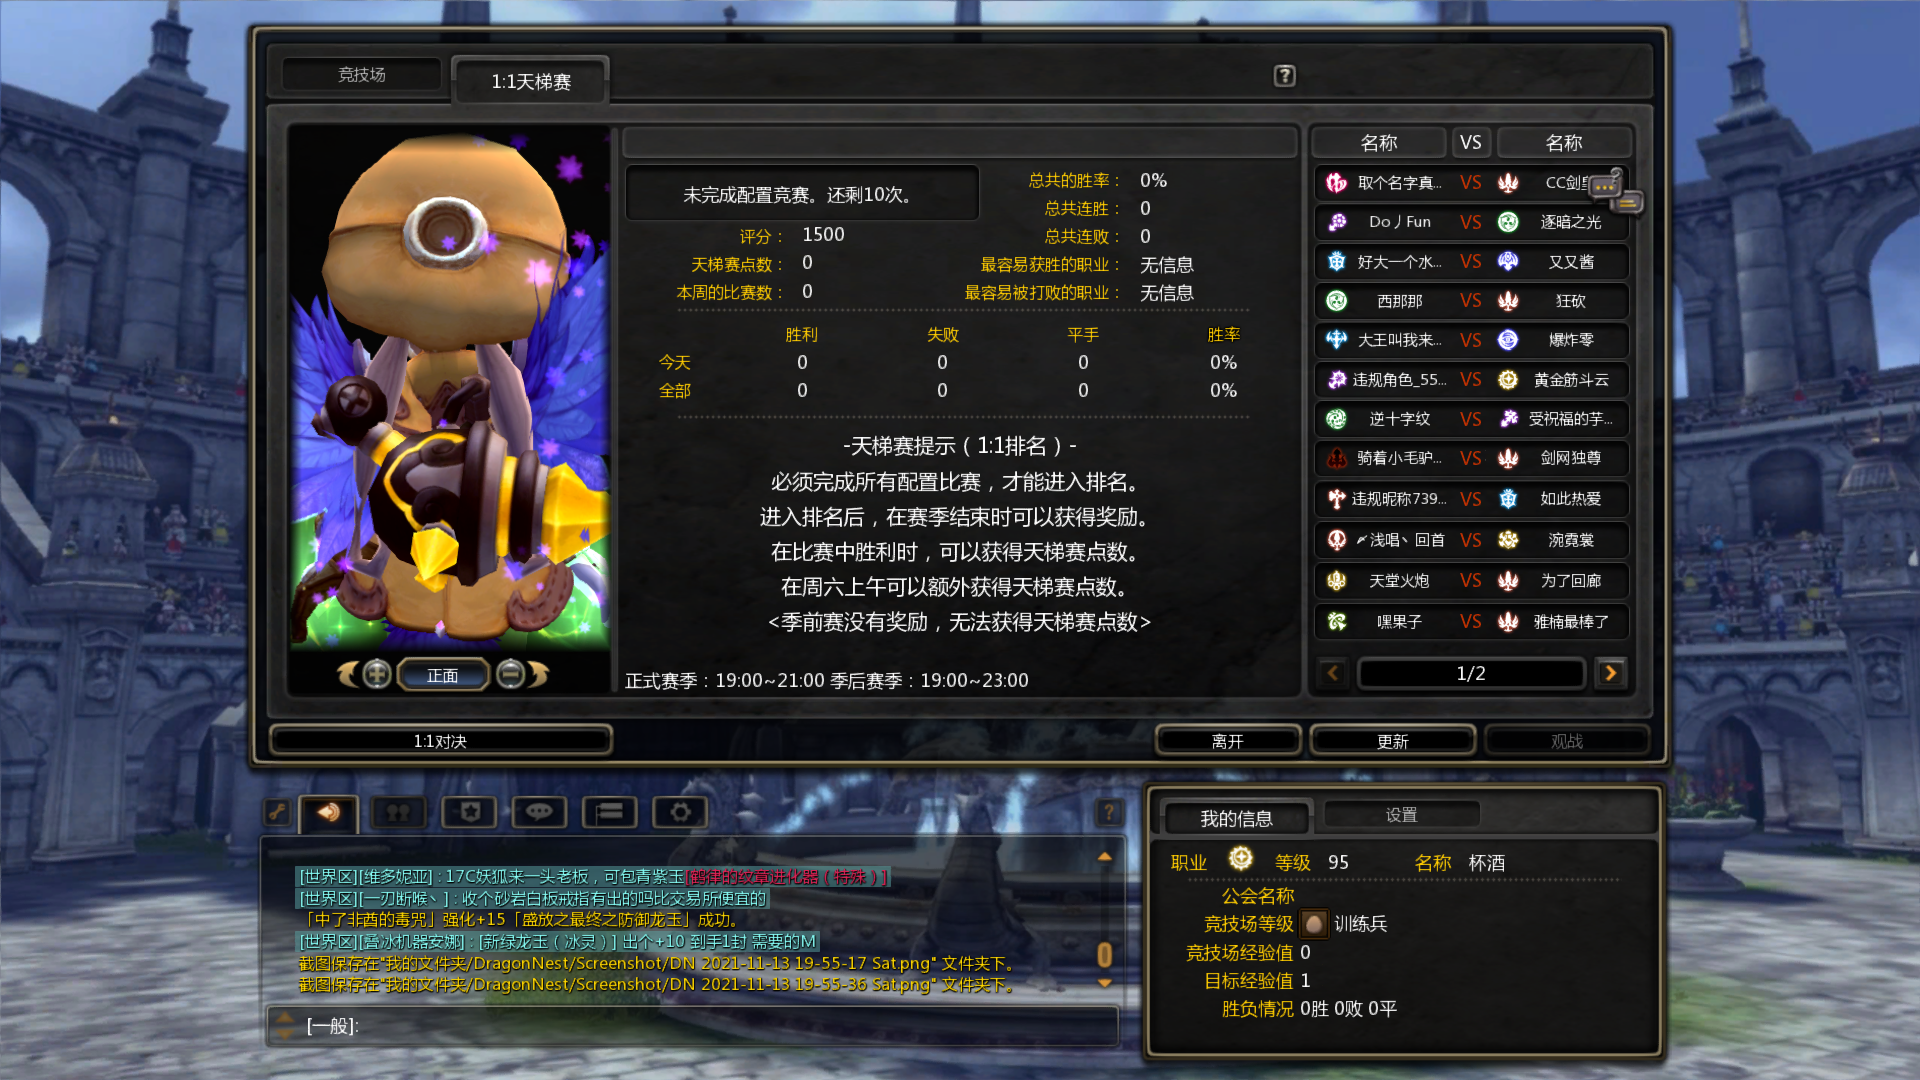 竞技场
1:1天梯赛
?
未完成配置竞赛。还剩10次。
评分： 1500
天梯赛点数： 0
本周的比赛数： 0
总共的胜率： 0%
总共连胜： 0
总共连败： 0
最容易获胜的职业： 无信息
最容易被打败的职业： 无信息
胜利 失败 平手 胜率
今天 0 0 0 0%
全部 0 0 0 0%
-天梯赛提示（1:1排名）-
必须完成所有配置比赛，才能进入排名。
进入排名后，在赛季结束时可以获得奖励。
在比赛中胜利时，可以获得天梯赛点数。
在周六上午可以额外获得天梯赛点数。
<季前赛没有奖励，无法获得天梯赛点数>
正式赛季：19:00~21:00 季后赛季：19:00~23:00
正面
名称 VS 名称
取个名字真... VS CC剑皇
Do丿Fun VS 逐暗之光
好大一个水... VS 又又酱
西那那 VS 狂砍
大王叫我来... VS 爆炸零
违规角色_55... VS 黄金筋斗云
逆十字纹 VS 受祝福的芋...
骑着小毛驴... VS 剑网独尊
违规昵称739... VS 如此热爱
〃浅唱丶回首 VS 涴霓裳
天堂火炮 VS 为了回廊
嘿果子 VS 雅楠最棒了
1/2
1:1对决
离开
更新
观战
?
[世界区][维多妮亚] : 17C妖狐来一头老板，可包青紫玉[鹤律的纹章进化器（特殊）]
[世界区][一刃断喉丶] : 收个砂岩白板戒指有出的吗比交易所便宜的
「中了非酋的毒咒」强化+15「盛放之最终之防御龙玉」成功。
[世界区][叠冰机器安娜] : [新绿龙玉（冰灵）] 出个+10 到手1封 需要的M
截图保存在"我的文件夹/DragonNest/Screenshot/DN 2021-11-13 19-55-17 Sat.png" 文件夹下。
截图保存在"我的文件夹/DragonNest/Screenshot/DN 2021-11-13 19-55-36 Sat.png" 文件夹下。
[一般]:
我的信息
设置
职业 等级 95 名称 杯酒
公会名称
竞技场等级 训练兵
竞技场经验值 0
目标经验值 1
胜负情况 0胜 0败 0平